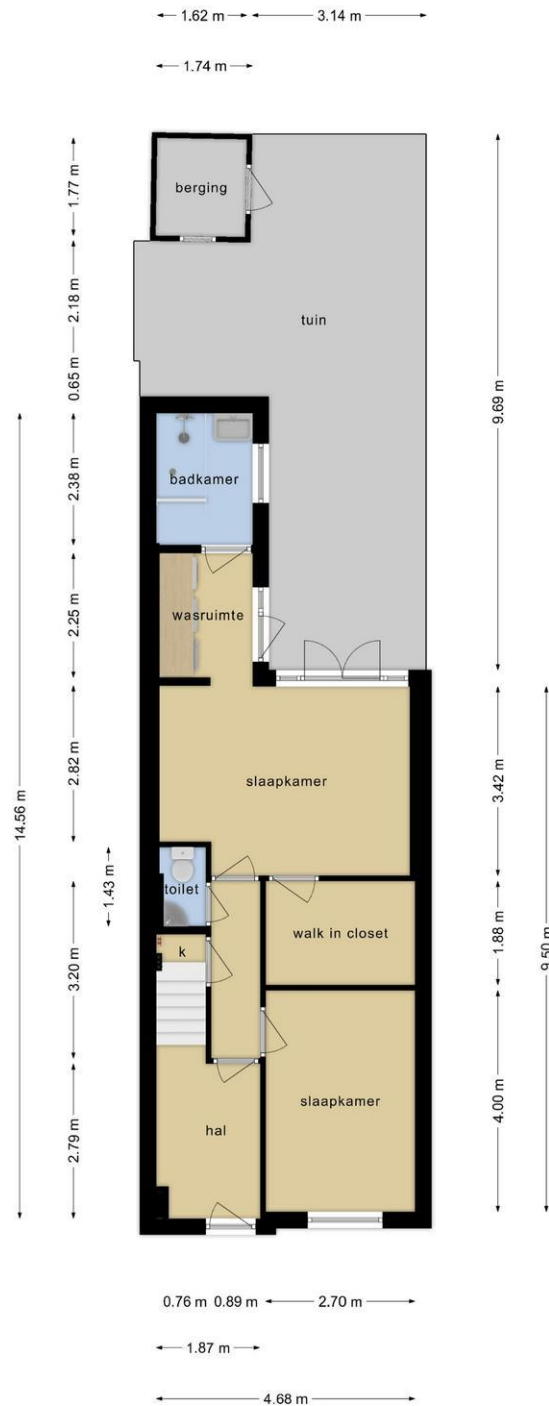 1.62 m
3.14 m
1.74 m
1.77 m
berging
2.18 m
tuin
0.65 m
9.69 m
2.38 m
badkamer
2.25 m
wasruimte
14.56 m
2.82 m
slaapkamer
3.42 m
1.43 m
toilet
walk in closet
1.88 m
9.50 m
3.20 m
k
4.00 m
slaapkamer
2.79 m
hal
0.76 m
0.89 m
2.70 m
1.87 m
4.68 m